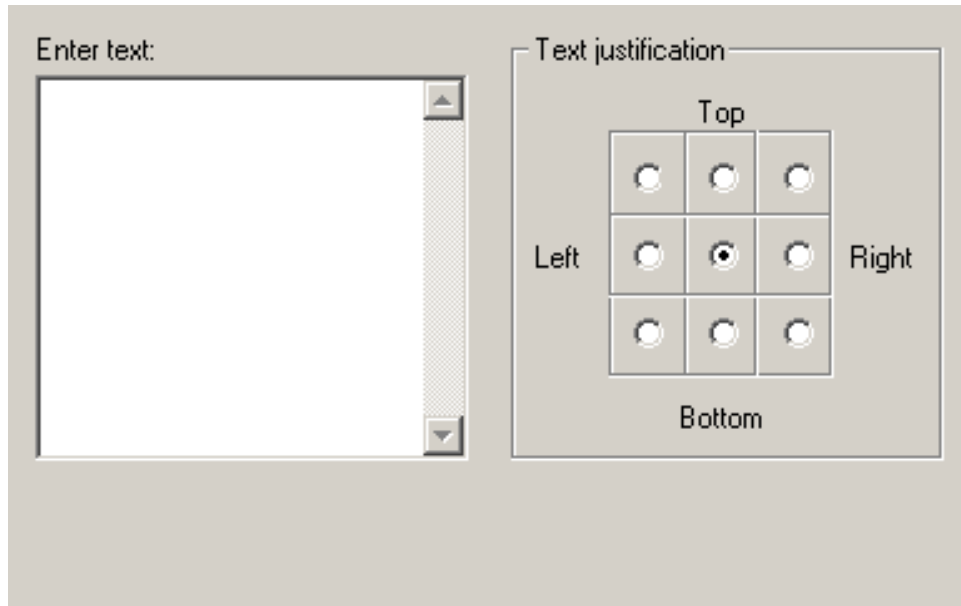 Enter text:
Text justification
Top
Left
Right
Bottom